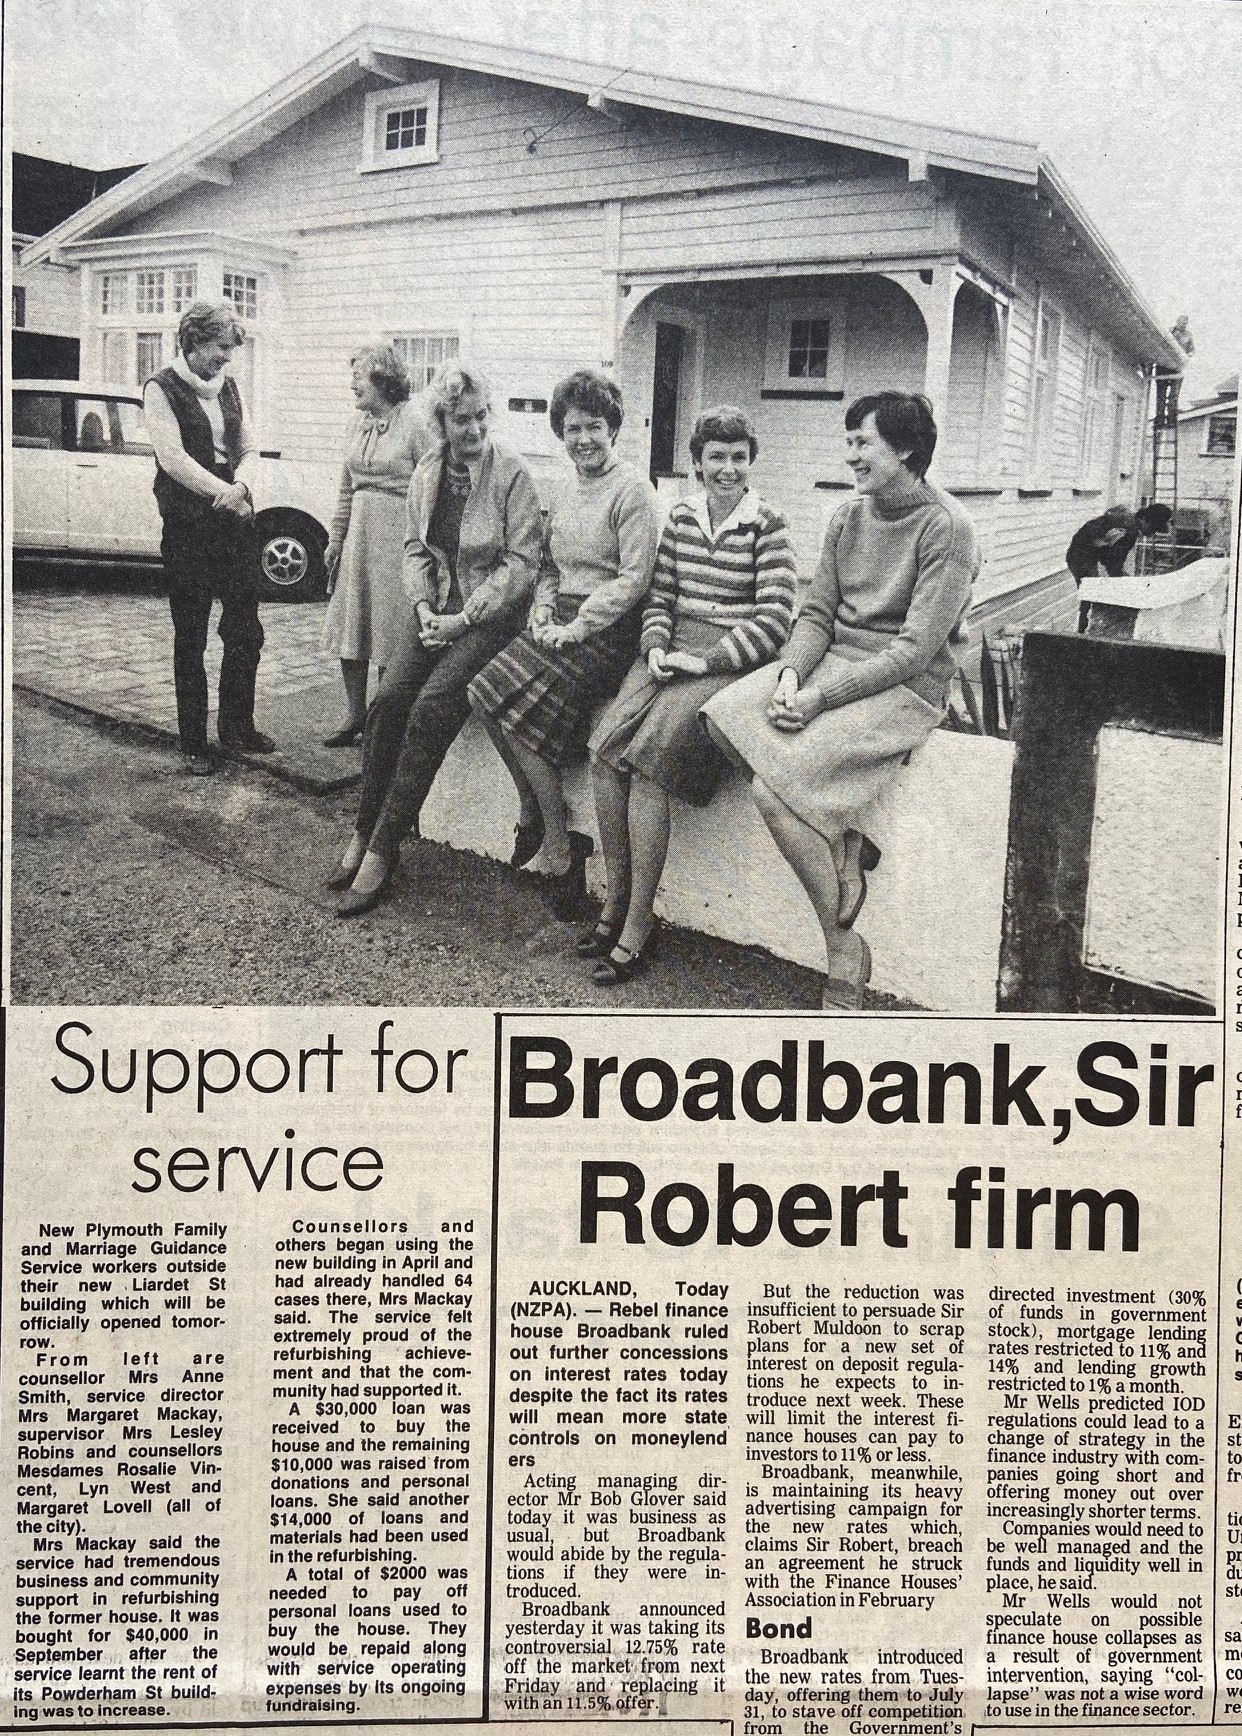 109
Support for
service
New Plymouth Family
and Marriage Guidance
Service workers outside
their new Liardet St
building which will be
officially opened tomor-
row.
From left are
counsellor Mrs Anne
Smith, service director
Mrs Margaret Mackay,
supervisor Mrs Lesley
Robins and counsellors
Mesdames Rosalie Vin-
cent, Lyn West and
Margaret Lovell (all of
the city).
Mrs Mackay said the
service had tremendous
business and community
support in refurbishing
the former house. It was
bought for $40,000 in
September after the
service learnt the rent of
its Powderham St build-
ing was to increase.
Counsellors and
others began using the
new building in April and
had already handled 64
cases there, Mrs Mackay
said. The service felt
extremely proud of the
refurbishing achieve-
ment and that the com-
munity had supported it.
A $30,000 loan was
received to buy the
house and the remaining
$10,000 was raised from
donations and personal
loans. She said another
$14,000 of loans and
materials had been used
in the refurbishing.
A total of $2000 was
needed to pay off
personal loans used to
buy the house. They
would be repaid along
with service operating
expenses by its ongoing
fundraising.
Broadbank,Sir
Robert firm
AUCKLAND, Today
(NZPA). — Rebel finance
house Broadbank ruled
out further concessions
on interest rates today
despite the fact its rates
will mean more state
controls on moneylend
ers
Acting managing dir-
ector Mr Bob Glover said
today it was business as
usual, but Broadbank
would abide by the regula-
tions if they were in-
troduced.
Broadbank announced
yesterday it was taking its
controversial 12.75% rate
off the market from next
Friday and replacing it
with an 11.5% offer.
But the reduction was
insufficient to persuade Sir
Robert Muldoon to scrap
plans for a new set of
interest on deposit regula-
tions he expects to in-
troduce next week. These
will limit the interest fi-
nance houses can pay to
investors to 11% or less.
Broadbank, meanwhile,
is maintaining its heavy
advertising campaign for
the new rates which,
claims Sir Robert, breach
an agreement he struck
with the Finance Houses'
Association in February
Bond
Broadbank introduced
the new rates from Tues-
day, offering them to July
31, to stave off competition
from the Government's
directed investment (30%
of funds in government
stock), mortgage lending
rates restricted to 11% and
14% and lending growth
restricted to 1% a month.
Mr Wells predicted IOD
regulations could lead to a
change of strategy in the
finance industry with com-
panies going short and
offering money out over
increasingly shorter terms.
Companies would need to
be well managed and the
funds and liquidity well in
place, he said.
Mr Wells would not
speculate on possible
finance house collapses as
a result of government
intervention, saying "col-
lapse" was not a wise word
to use in the finance sector.